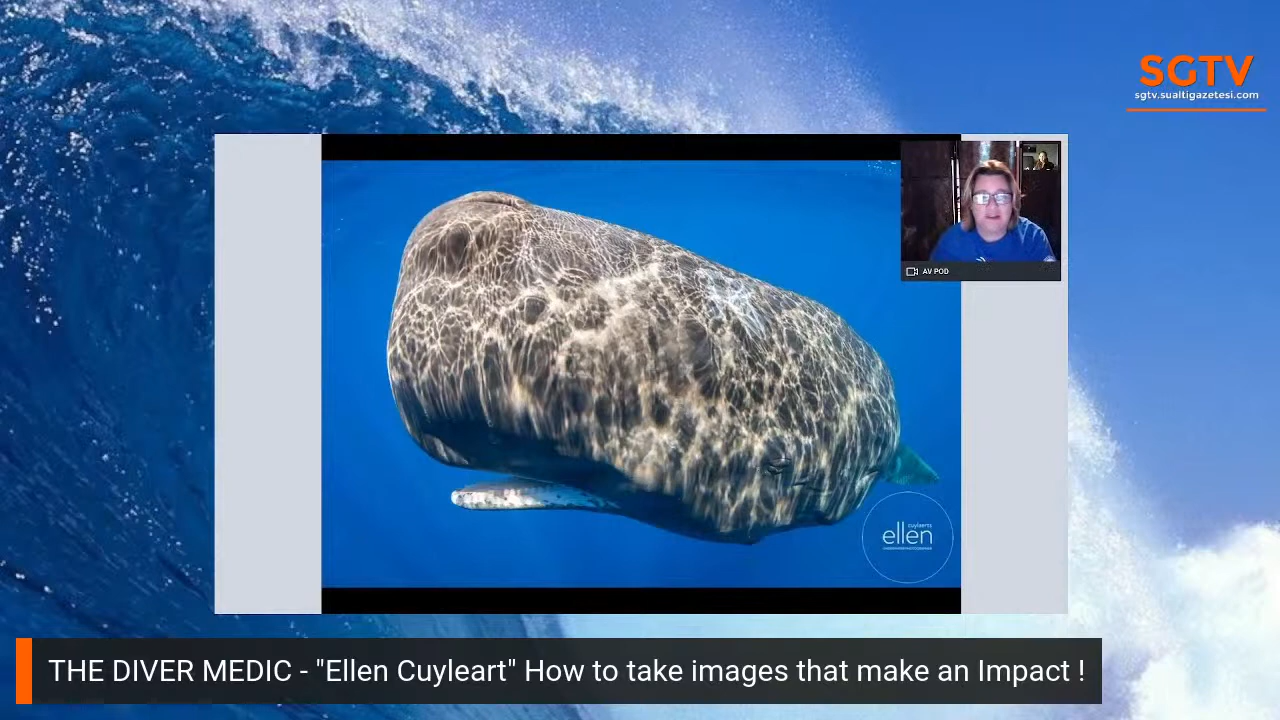 SGTV
sgtv.sualtigazetesi.com
AV POD
cuylaerts
ellen
THE DIVER MEDIC - "Ellen Cuyleart" How to take images that make an Impact !